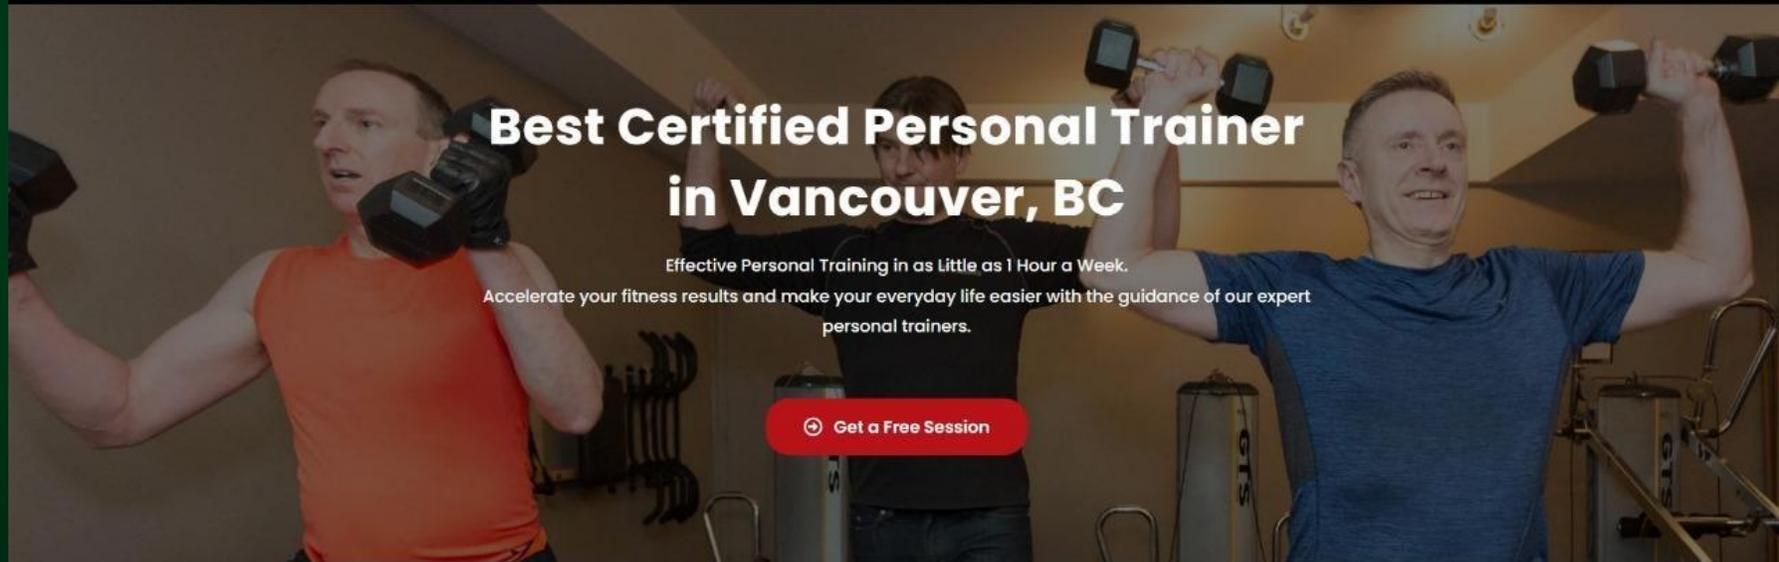 Best Certified Personal Trainer
in Vancouver, BC
Effective Personal Training in as Little as 1 Hour a Week.
Accelerate your fitness results and make your everyday life easier with the guidance of our expert
personal trainers.
Get a Free Session
GTS
GTS